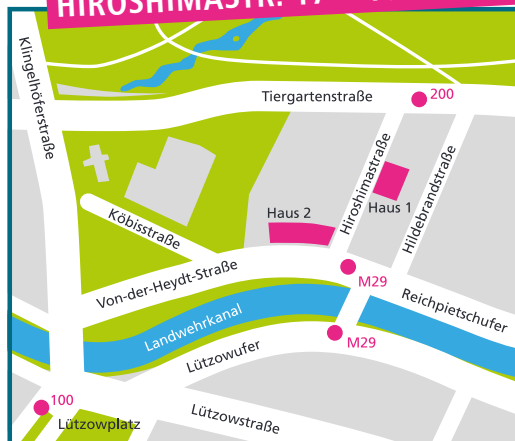 HIROSHIMASTR. 17
Klingelhöferstraße
Tiergartenstraße
200
Hiroshimastraße
Hildebrandstraße
Haus 1
Haus 2
Köbisstraße
Von-der-Heydt-Straße
M29
Reichpietschufer
Landwehrkanal
M29
Lützowufer
100
Lützowplatz
Lützowstraße